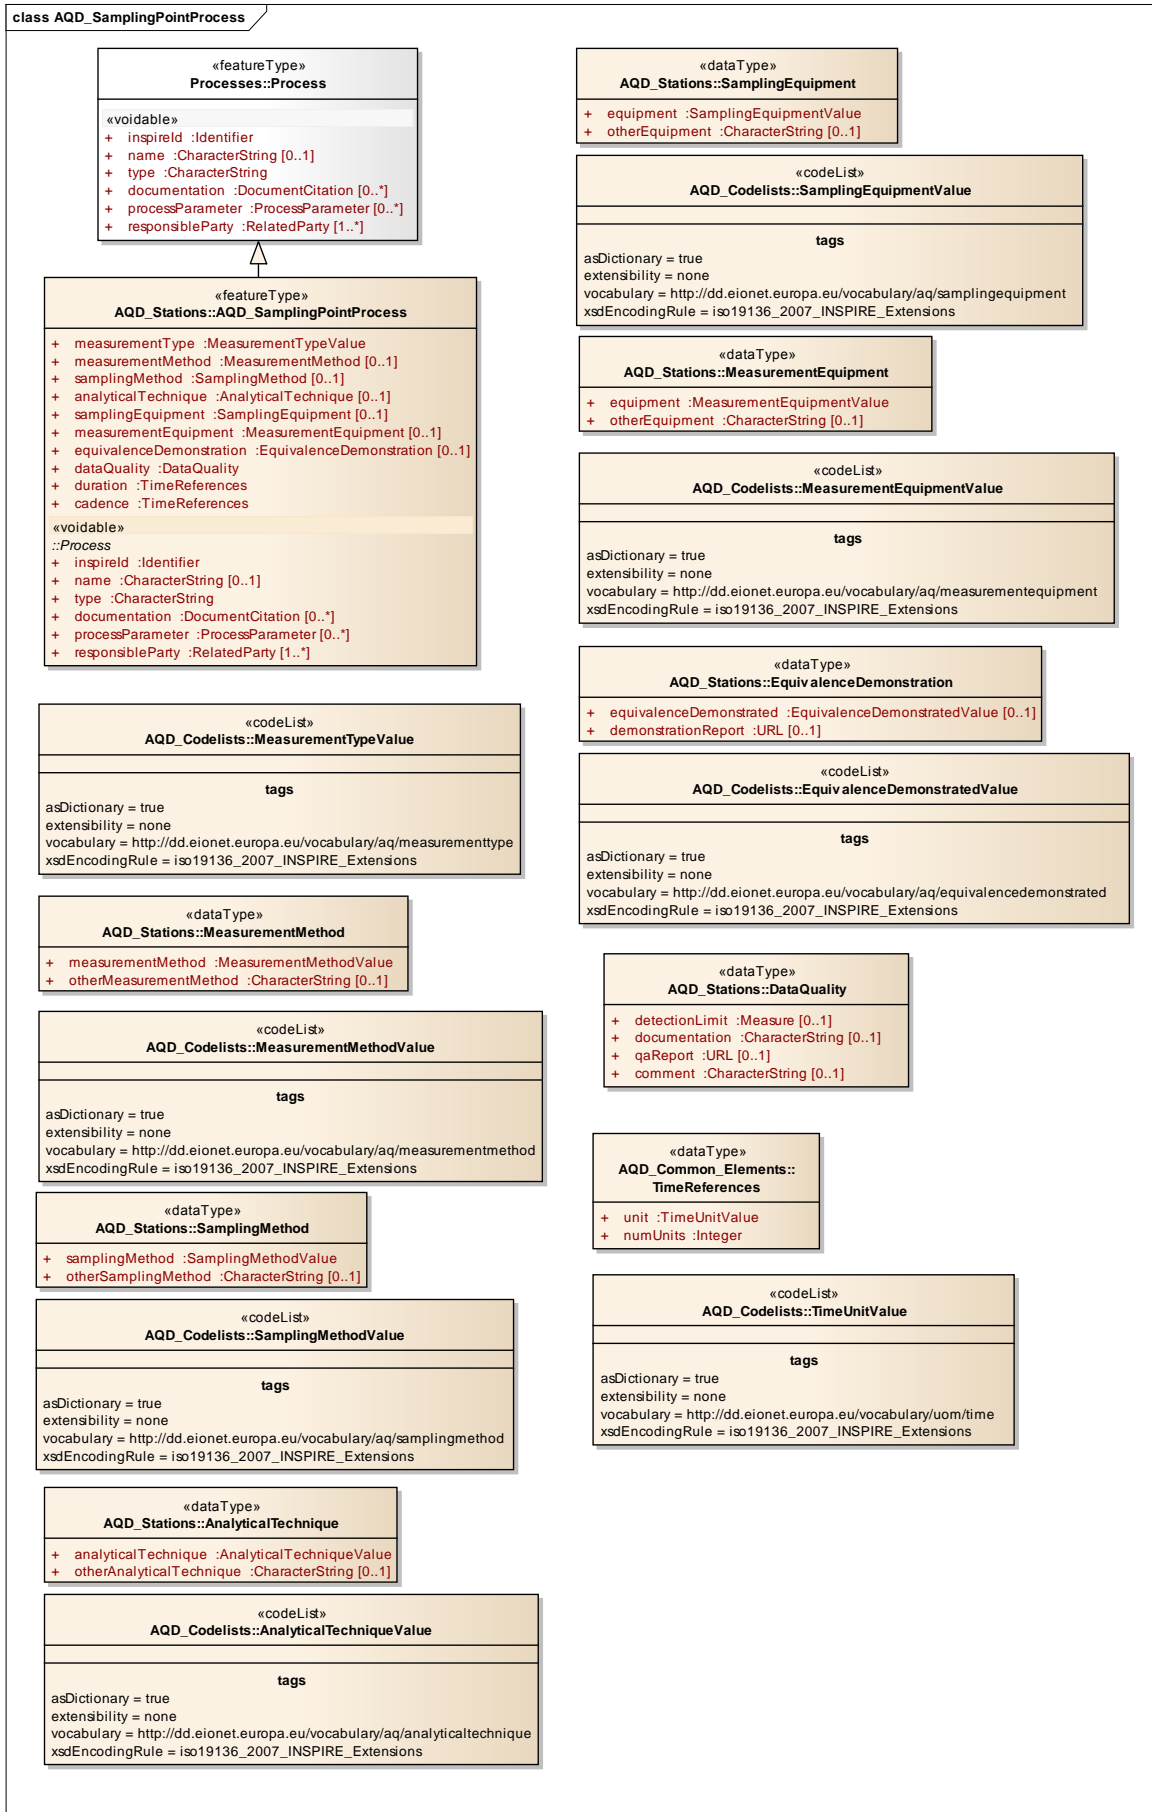 class AQD_SamplingPointProcess
«featureType»
Processes::Process
«voidable»
+ inspireId :Identifier
+ name :CharacterString [0..1]
+ type :CharacterString
+ documentation :DocumentCitation [0..*]
+ processParameter :ProcessParameter [0..*]
+ responsibleParty :RelatedParty [1..*]
«featureType»
AQD_Stations::AQD_SamplingPointProcess
+ measurementType :MeasurementTypeValue
+ measurementMethod :MeasurementMethod [0..1]
+ samplingMethod :SamplingMethod [0..1]
+ analyticalTechnique :AnalyticalTechnique [0..1]
+ samplingEquipment :SamplingEquipment [0..1]
+ measurementEquipment :MeasurementEquipment [0..1]
+ equivalenceDemonstration :EquivalenceDemonstration [0..1]
+ dataQuality :DataQuality
+ duration :TimeReferences
+ cadence :TimeReferences
«voidable»
::Process
+ inspireId :Identifier
+ name :CharacterString [0..1]
+ type :CharacterString
+ documentation :DocumentCitation [0..*]
+ processParameter :ProcessParameter [0..*]
+ responsibleParty :RelatedParty [1..*]
«codeList»
AQD_Codelists::MeasurementTypeValue
tags
asDictionary = true
extensibility = none
vocabulary = http://dd.eionet.europa.eu/vocabulary/aq/measurementtype
xsdEncodingRule = iso19136_2007_INSPIRE_Extensions
«dataType»
AQD_Stations::MeasurementMethod
+ measurementMethod :MeasurementMethodValue
+ otherMeasurementMethod :CharacterString [0..1]
«codeList»
AQD_Codelists::MeasurementMethodValue
tags
asDictionary = true
extensibility = none
vocabulary = http://dd.eionet.europa.eu/vocabulary/aq/measurementmethod
xsdEncodingRule = iso19136_2007_INSPIRE_Extensions
«dataType»
AQD_Stations::SamplingMethod
+ samplingMethod :SamplingMethodValue
+ otherSamplingMethod :CharacterString [0..1]
«codeList»
AQD_Codelists::SamplingMethodValue
tags
asDictionary = true
extensibility = none
vocabulary = http://dd.eionet.europa.eu/vocabulary/aq/samplingmethod
xsdEncodingRule = iso19136_2007_INSPIRE_Extensions
«dataType»
AQD_Stations::AnalyticalTechnique
+ analyticalTechnique :AnalyticalTechniqueValue
+ otherAnalyticalTechnique :CharacterString [0..1]
«codeList»
AQD_Codelists::AnalyticalTechniqueValue
tags
asDictionary = true
extensibility = none
vocabulary = http://dd.eionet.europa.eu/vocabulary/aq/analyticaltechnique
xsdEncodingRule = iso19136_2007_INSPIRE_Extensions
«dataType»
AQD_Stations::SamplingEquipment
+ equipment :SamplingEquipmentValue
+ otherEquipment :CharacterString [0..1]
«codeList»
AQD_Codelists::SamplingEquipmentValue
tags
asDictionary = true
extensibility = none
vocabulary = http://dd.eionet.europa.eu/vocabulary/aq/samplingequipment
xsdEncodingRule = iso19136_2007_INSPIRE_Extensions
«dataType»
AQD_Stations::MeasurementEquipment
+ equipment :MeasurementEquipmentValue
+ otherEquipment :CharacterString [0..1]
«codeList»
AQD_Codelists::MeasurementEquipmentValue
tags
asDictionary = true
extensibility = none
vocabulary = http://dd.eionet.europa.eu/vocabulary/aq/measurementequipment
xsdEncodingRule = iso19136_2007_INSPIRE_Extensions
«dataType»
AQD_Stations::EquivalenceDemonstration
+ equivalenceDemonstrated :EquivalenceDemonstratedValue [0..1]
+ demonstrationReport :URL [0..1]
«codeList»
AQD_Codelists::EquivalenceDemonstratedValue
tags
asDictionary = true
extensibility = none
vocabulary = http://dd.eionet.europa.eu/vocabulary/aq/equivalencedemonstrated
xsdEncodingRule = iso19136_2007_INSPIRE_Extensions
«dataType»
AQD_Stations::DataQuality
+ detectionLimit :Measure [0..1]
+ documentation :CharacterString [0..1]
+ qaReport :URL [0..1]
+ comment :CharacterString [0..1]
«dataType»
AQD_Common_Elements::
TimeReferences
+ unit :TimeUnitValue
+ numUnits :Integer
«codeList»
AQD_Codelists::TimeUnitValue
tags
asDictionary = true
extensibility = none
vocabulary = http://dd.eionet.europa.eu/vocabulary/uom/time
xsdEncodingRule = iso19136_2007_INSPIRE_Extensions